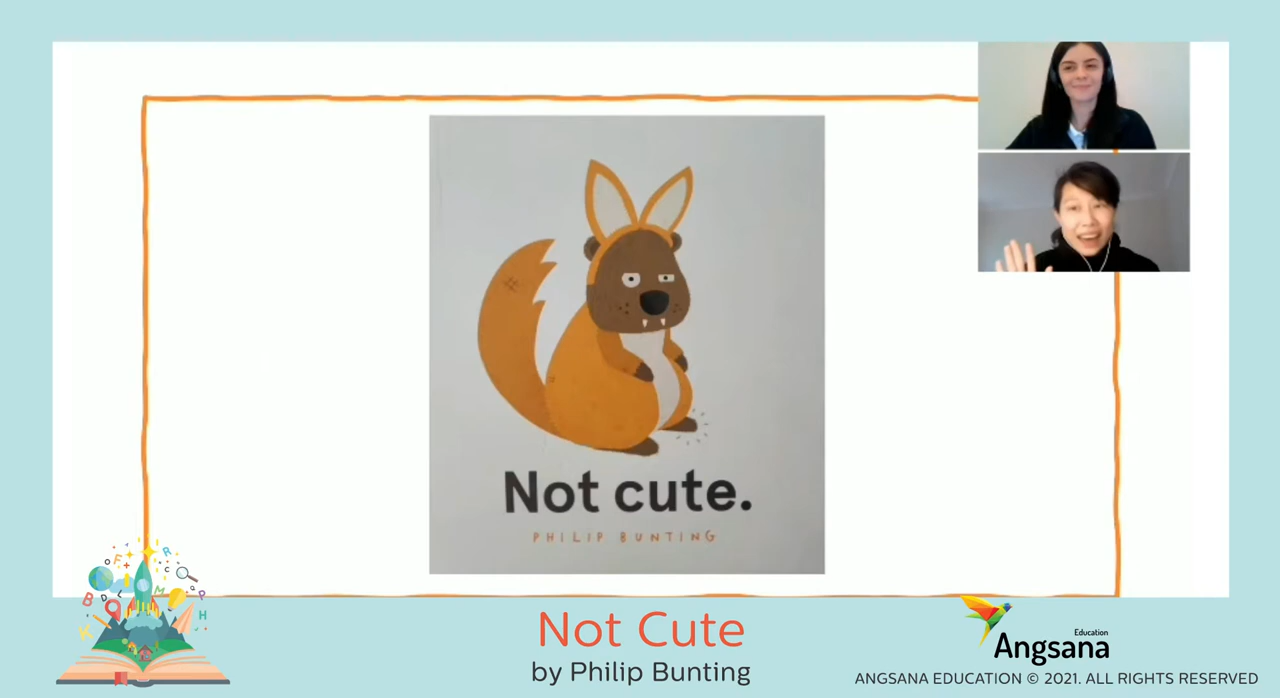 Not cute.
PHILIP BUNTING
Not Cute
by Philip Bunting
Education
Angsana
ANGSANA EDUCATION © 2021. ALL RIGHTS RESERVED